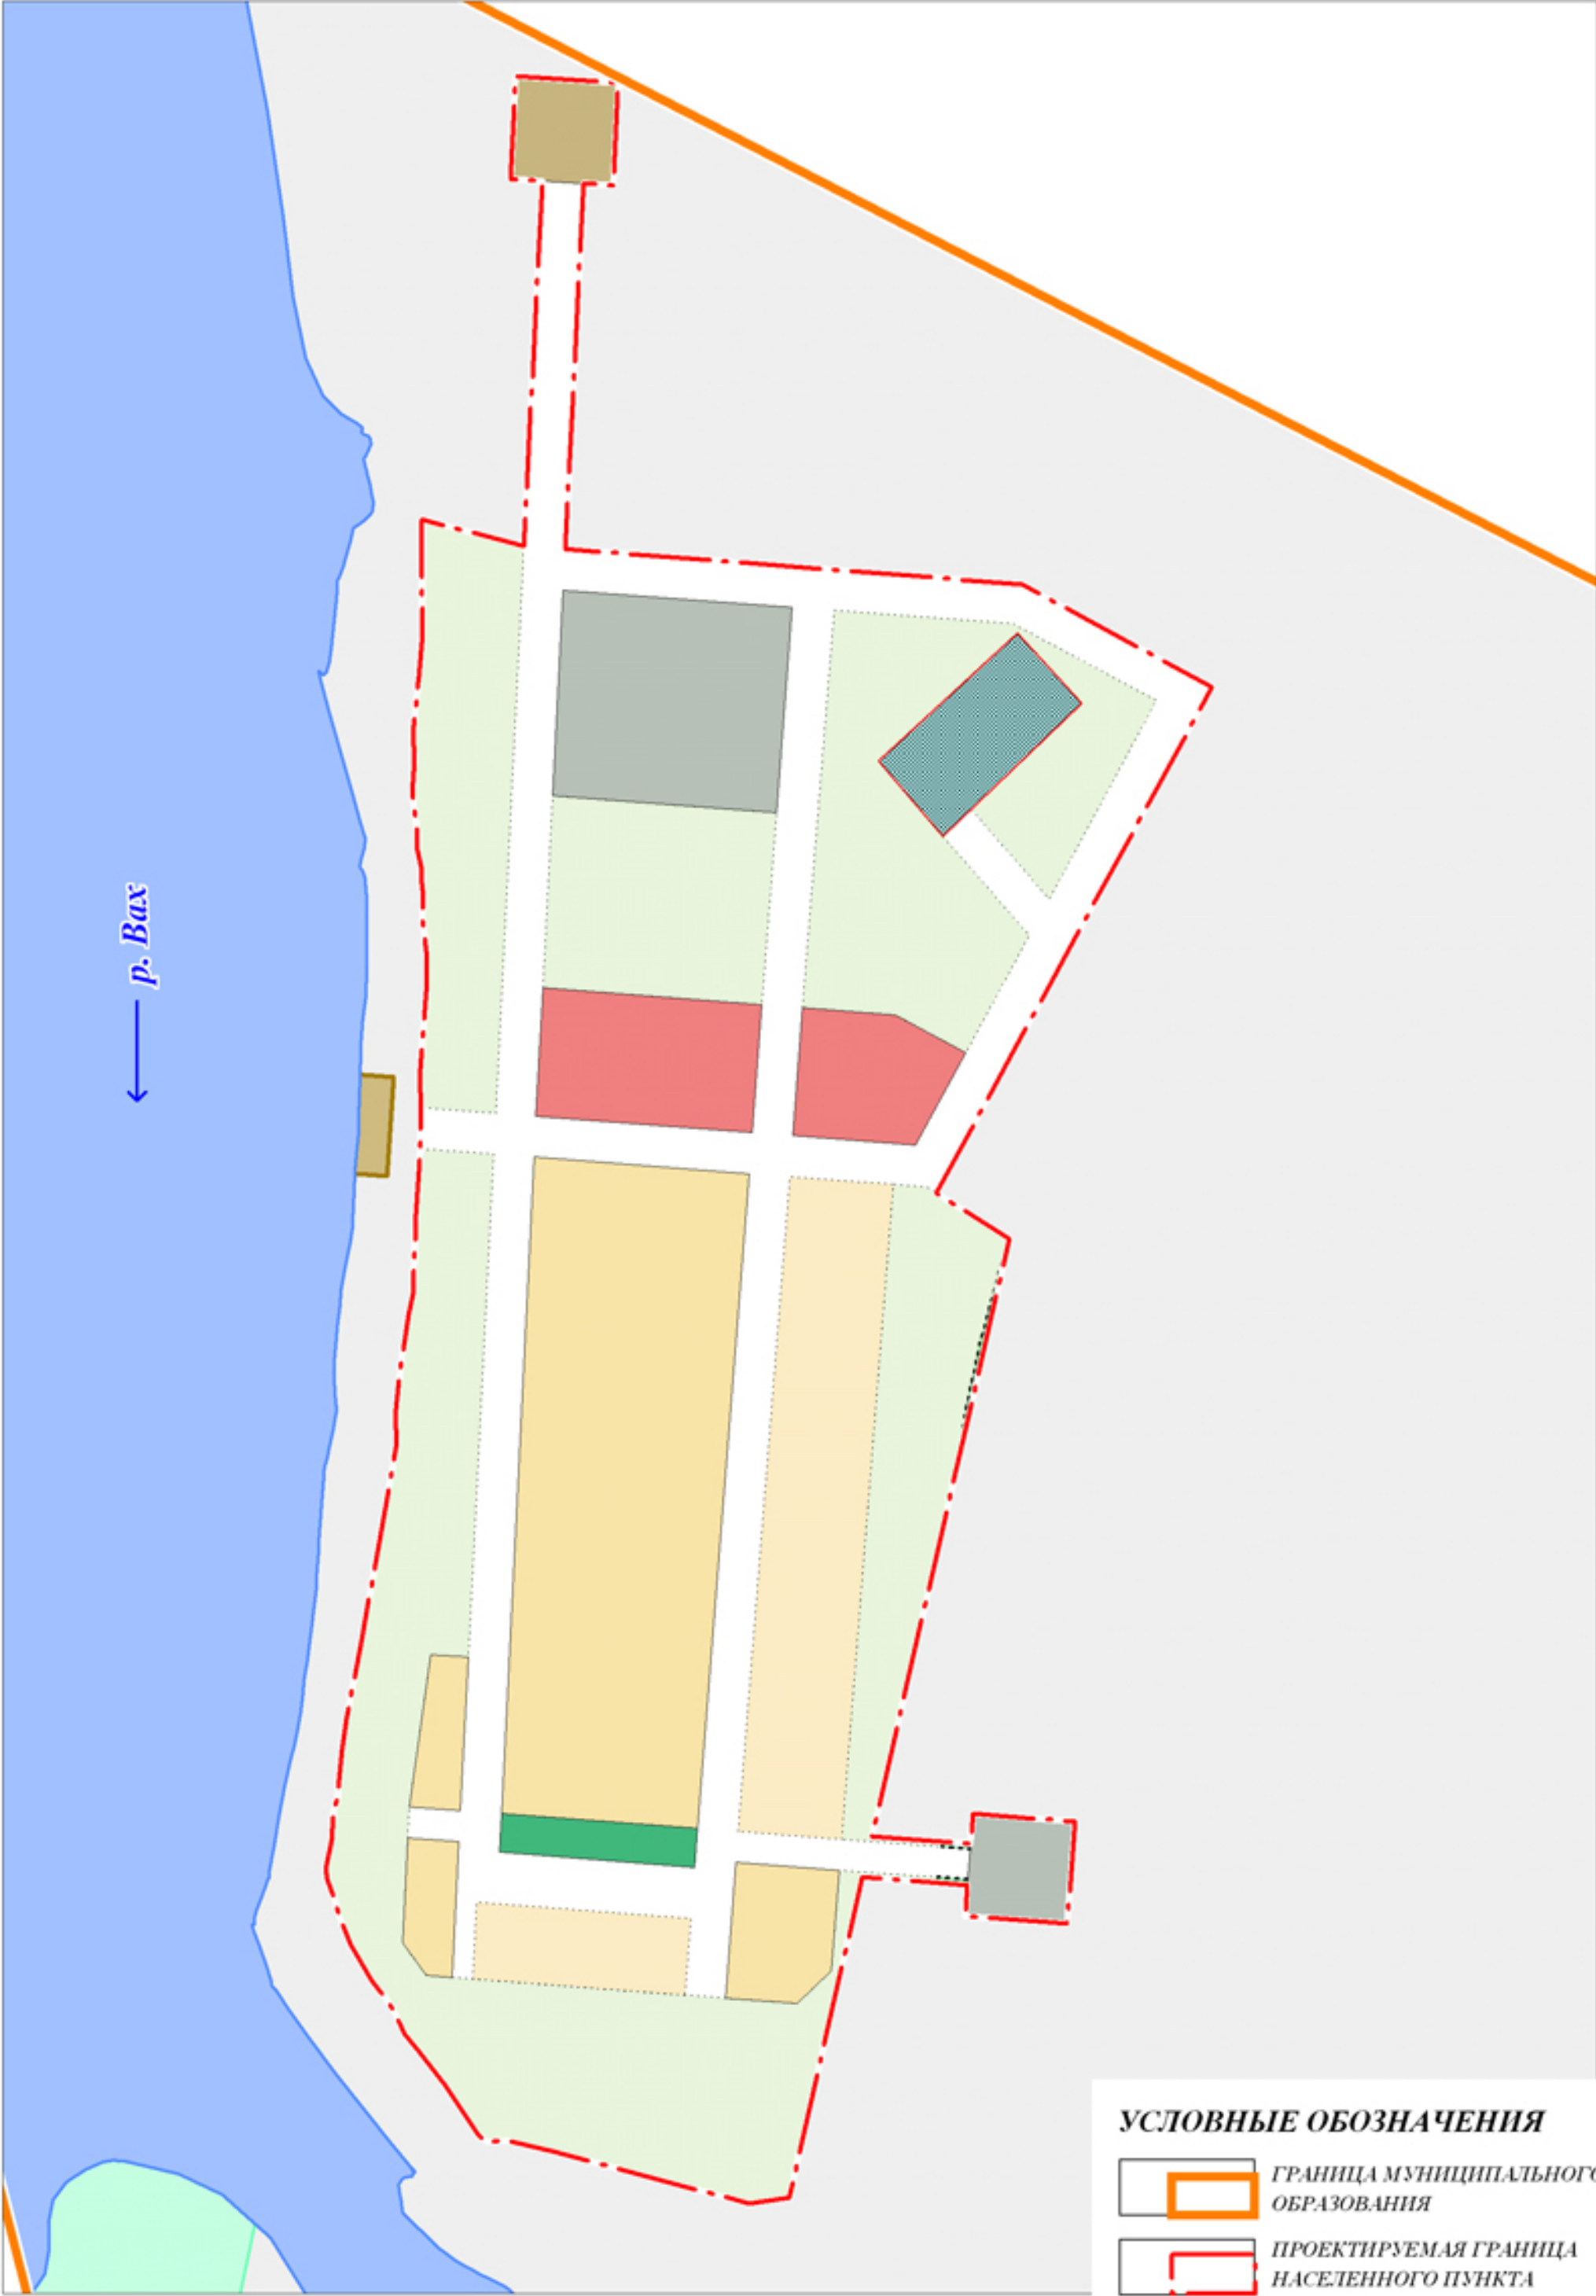 р. Вах
УСЛОВНЫЕ ОБОЗНАЧЕНИЯ
ГРАНИЦА МУНИЦИПАЛЬНОГО
ОБРАЗОВАНИЯ
ПРОЕКТИРУЕМАЯ ГРАНИЦА
НАСЕЛЕННОГО ПУНКТА